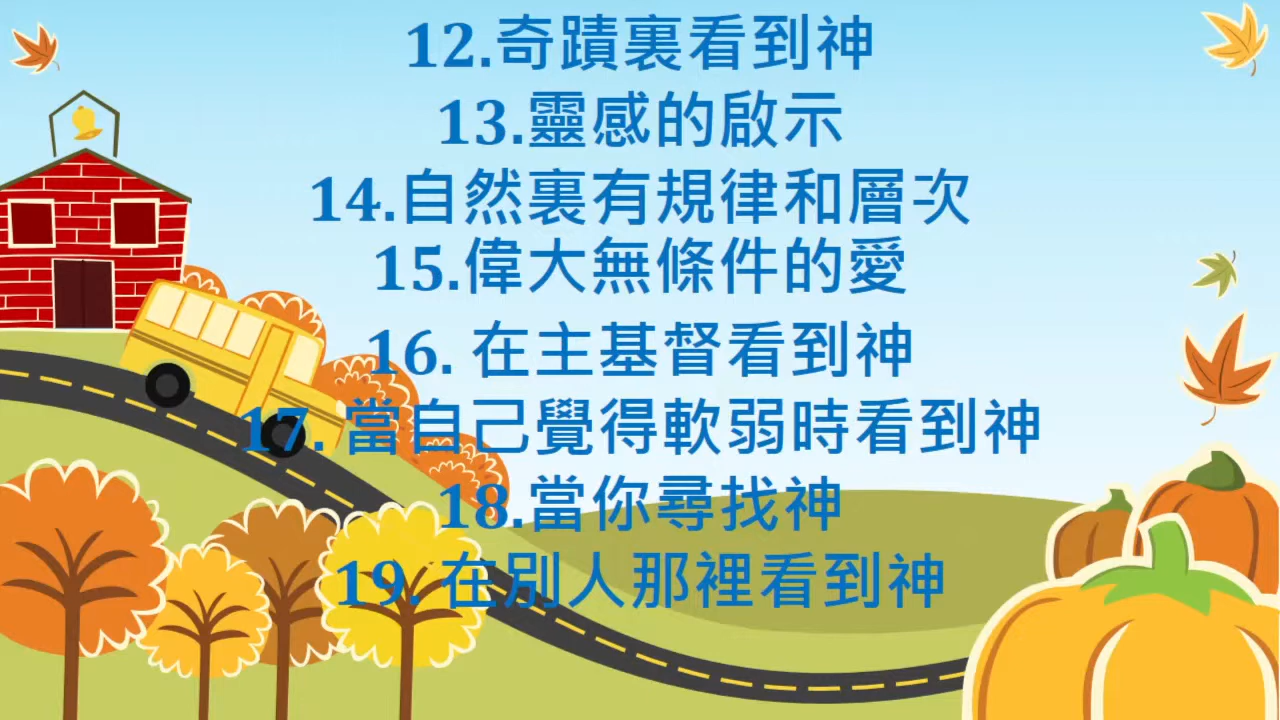 12.奇蹟裏看到神
13.靈感的啟示
14.自然裏有規律和層次
15.偉大無條件的愛
16. 在主基督看到神
17. 當自己覺得軟弱時看到神
18.當你尋找神
19. 在別人那裡看到神